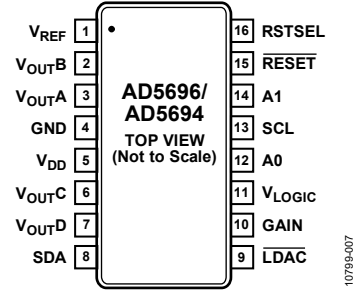 VREF 1
VOUTB 2
VOUTA 3
GND 4
VDD 5
VOUTC 6
VOUTD 7
SDA 8
AD5696/
AD5694
TOP VIEW
(Not to Scale)
16 RSTSEL
15 RESET
14 A1
13 SCL
12 A0
11 VLOGIC
10 GAIN
9 LDAC
10799-007